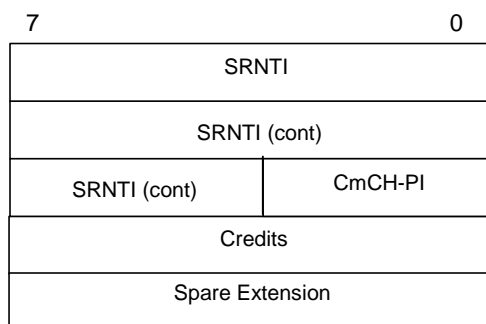 7 0
SRNTI
SRNTI (cont)
SRNTI (cont) CmCH-PI
Credits
Spare Extension